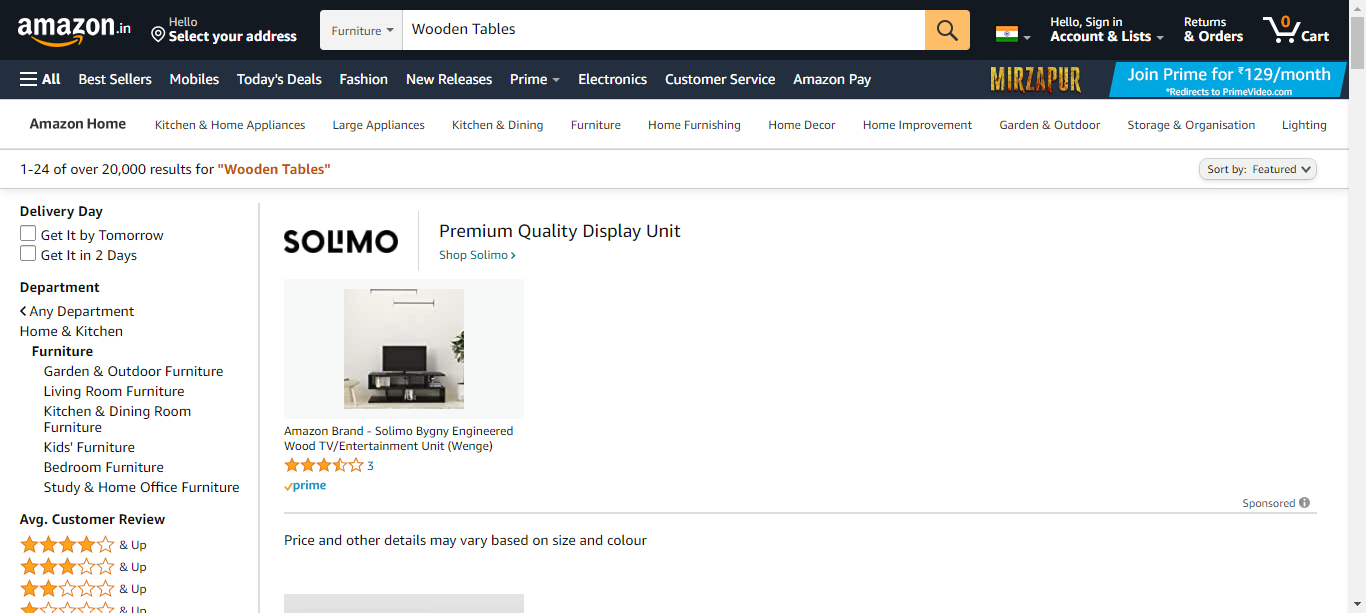 amazon.in
Hello
Select your address
Furniture
Wooden Tables
Hello, Sign in
Account & Lists
Returns
& Orders
0
Cart
All
Best Sellers
Mobiles
Today's Deals
Fashion
New Releases
Prime
Electronics
Customer Service
Amazon Pay
MIRZAPUR
Join Prime for ₹129/month
*Redirects to PrimeVideo.com
Amazon Home
Kitchen & Home Appliances
Large Appliances
Kitchen & Dining
Furniture
Home Furnishing
Home Decor
Home Improvement
Garden & Outdoor
Storage & Organisation
Lighting
1-24 of over 20,000 results for "Wooden Tables"
Sort by: Featured
Delivery Day
Get It by Tomorrow
Get It in 2 Days
Department
Any Department
Home & Kitchen
Furniture
Garden & Outdoor Furniture
Living Room Furniture
Kitchen & Dining Room
Furniture
Kids' Furniture
Bedroom Furniture
Study & Home Office Furniture
Avg. Customer Review
& Up
& Up
& Up
& Up
SOLIMO
Premium Quality Display Unit
Shop Solimo ›
Amazon Brand - Solimo Bygny Engineered
Wood TV/Entertainment Unit (Wenge)
3
prime
Sponsored
Price and other details may vary based on size and colour